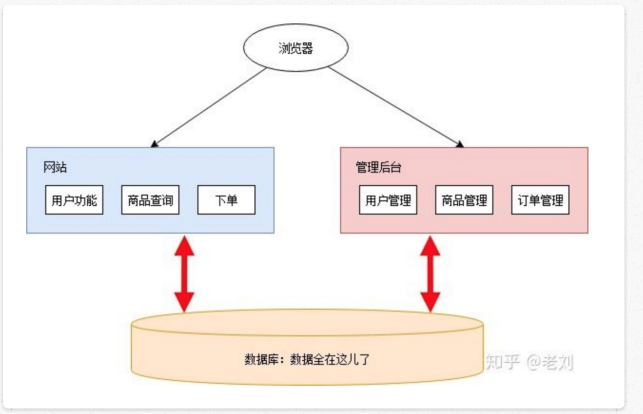 浏览器
网站
用户功能 商品查询 下单
管理后台
用户管理 商品管理 订单管理
数据库：数据全在这儿了
知乎 @老刘